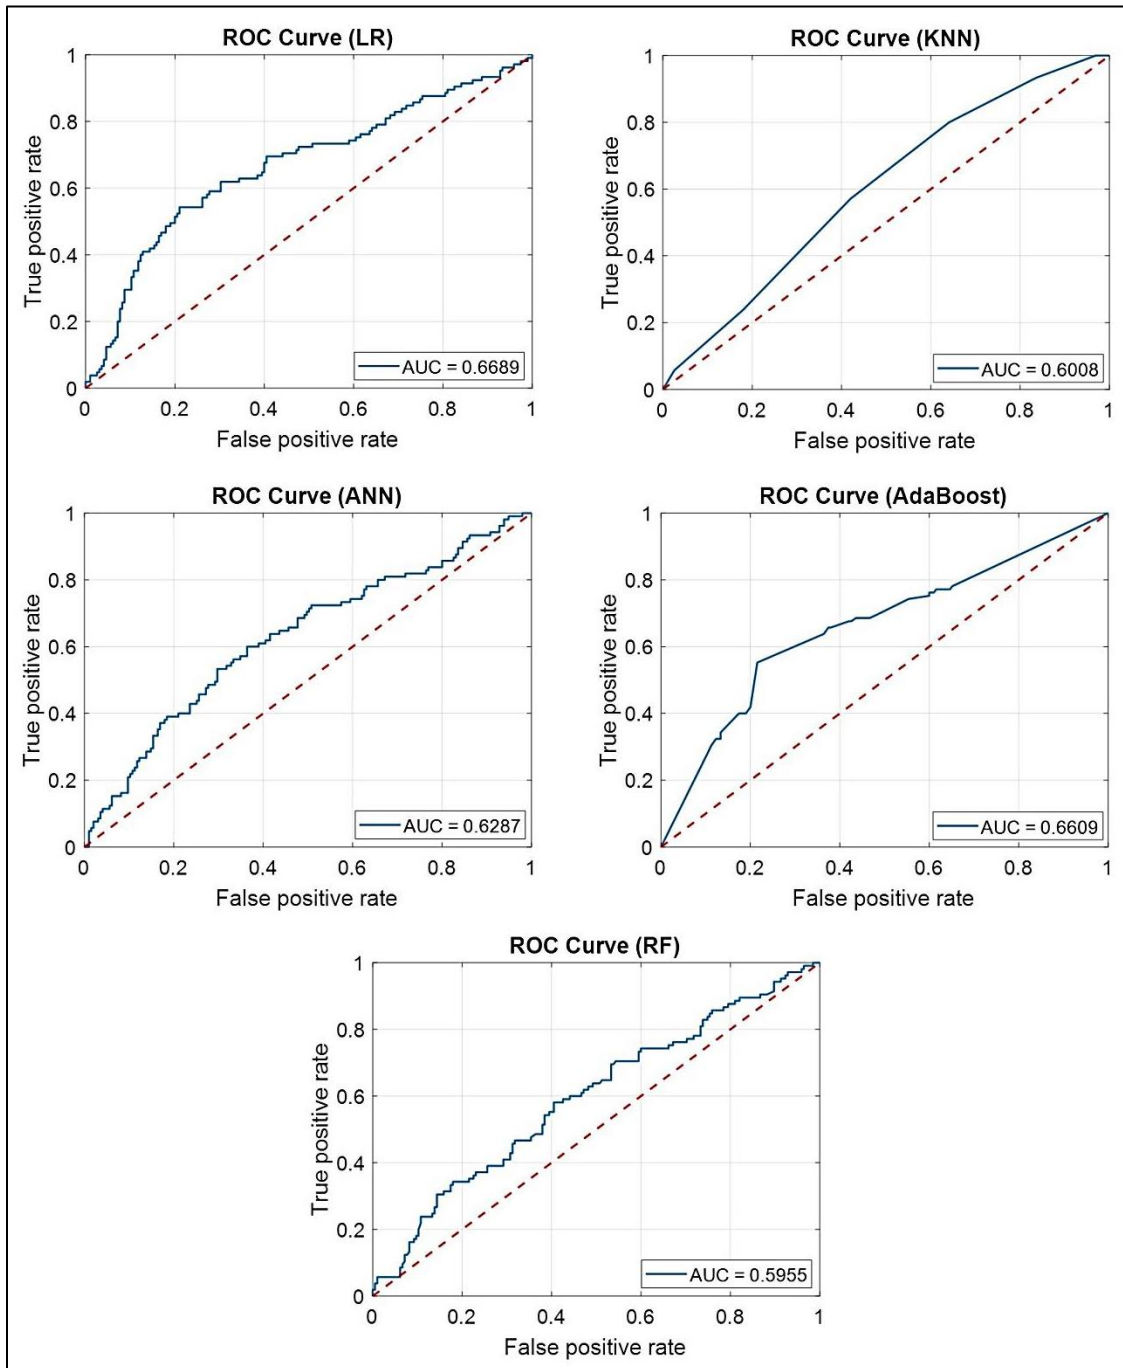 ROC Curve (LR)
1
0.8
0.6
0.4
0.2
0
True positive rate
0 0.2 0.4 0.6 0.8 1
False positive rate
AUC = 0.6689
ROC Curve (KNN)
1
0.8
0.6
0.4
0.2
0
True positive rate
0 0.2 0.4 0.6 0.8 1
False positive rate
AUC = 0.6008
ROC Curve (ANN)
1
0.8
0.6
0.4
0.2
0
True positive rate
0 0.2 0.4 0.6 0.8 1
False positive rate
AUC = 0.6287
ROC Curve (AdaBoost)
1
0.8
0.6
0.4
0.2
0
True positive rate
0 0.2 0.4 0.6 0.8 1
False positive rate
AUC = 0.6609
ROC Curve (RF)
1
0.8
0.6
0.4
0.2
0
True positive rate
0 0.2 0.4 0.6 0.8 1
False positive rate
AUC = 0.5955